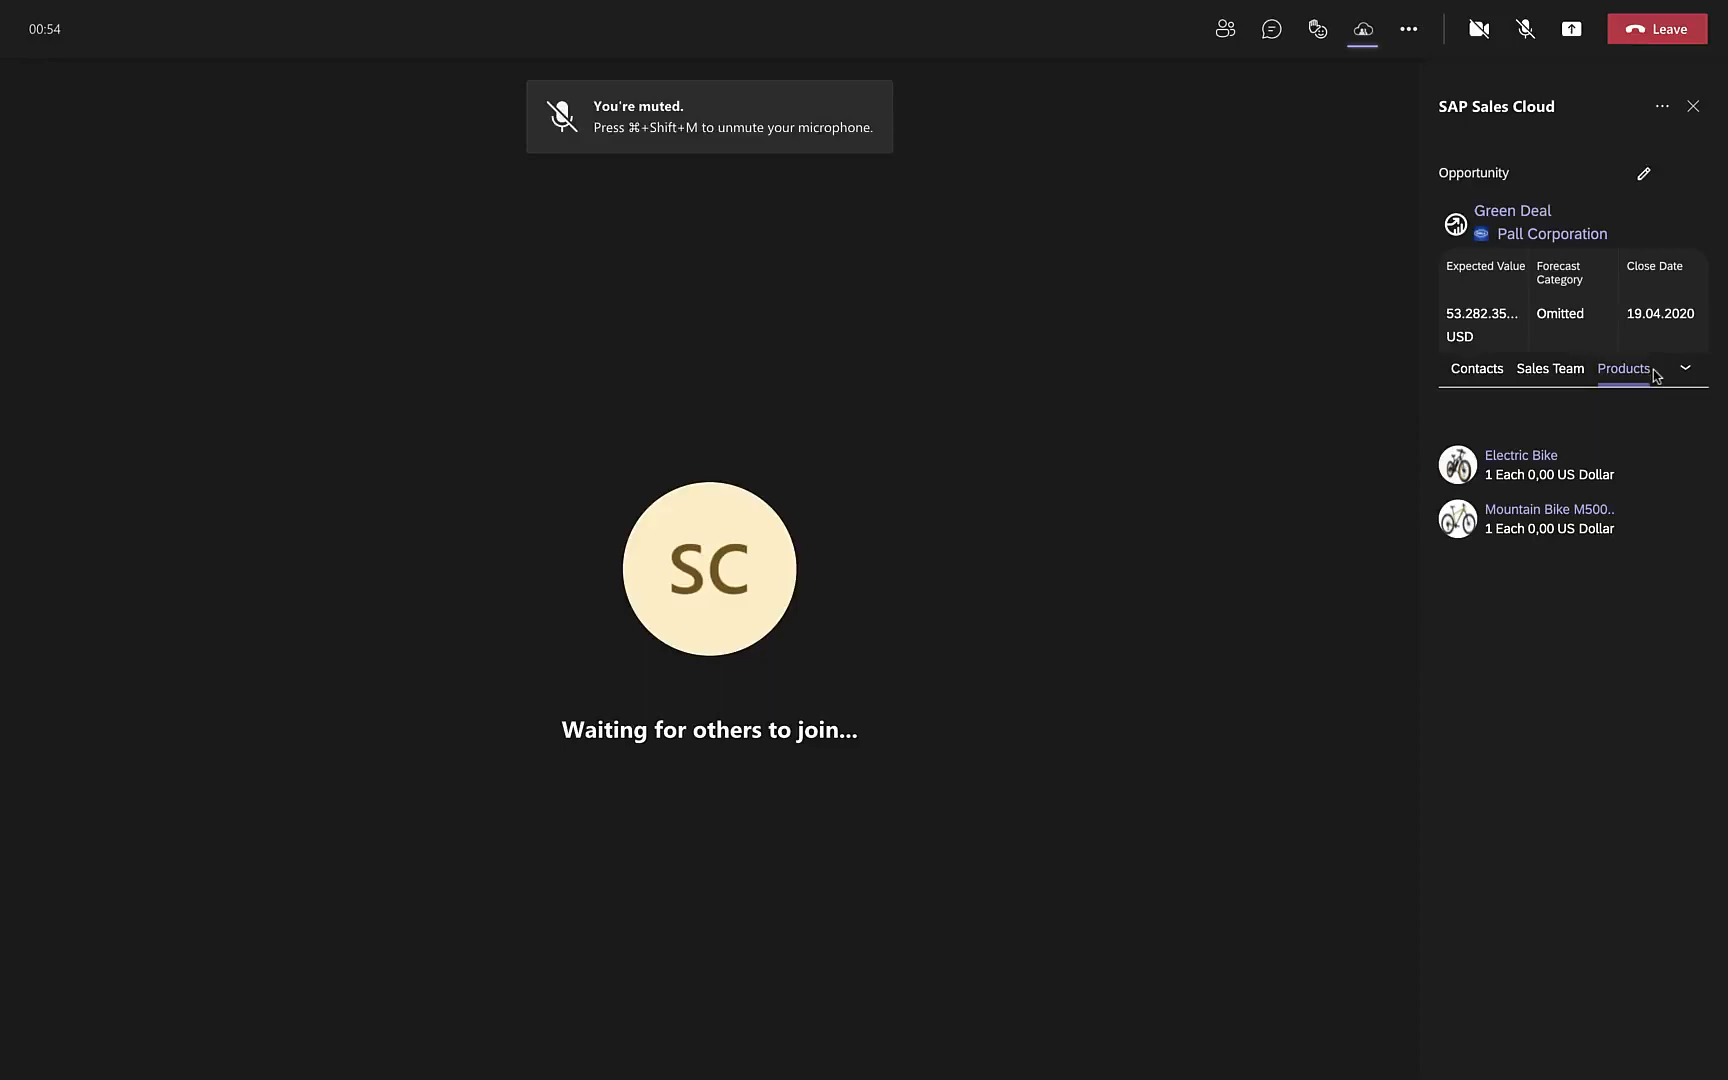 00:54
Leave
You're muted.
Press ⌘+Shift+M to unmute your microphone.
SAP Sales Cloud
Opportunity
Green Deal
Pall Corporation
Expected Value
Forecast
Category
Close Date
53.282.35...
USD
Omitted
19.04.2020
Contacts Sales Team Products
Electric Bike
1 Each 0,00 US Dollar
Mountain Bike M500..
1 Each 0,00 US Dollar
SC
Waiting for others to join...